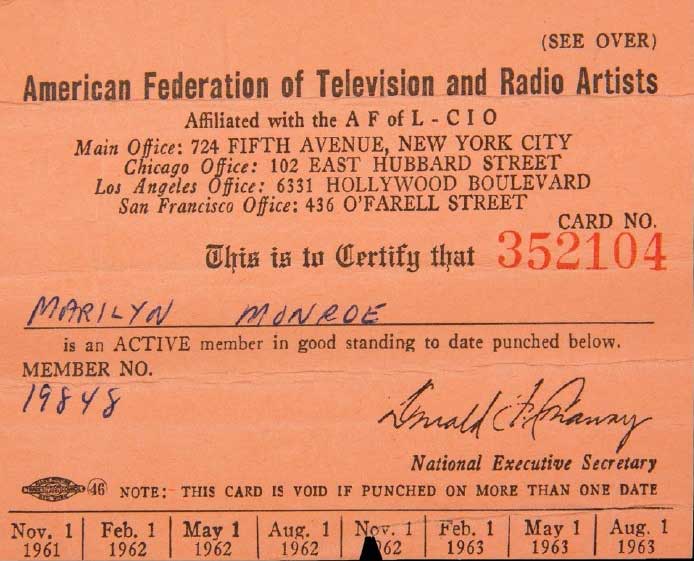 (SEE OVER)
American Federation of Television and Radio Artists
Affiliated with the A F of L - C I O
Main Office: 724 FIFTH AVENUE, NEW YORK CITY
Chicago Office: 102 EAST HUBBARD STREET
Los Angeles Office: 6331 HOLLYWOOD BOULEVARD
San Francisco Office: 436 O'FARELL STREET
CARD NO.
This is to Certify that 352104
MARILYN MONROE
is an ACTIVE member in good standing to date punched below.
MEMBER NO.
19848
Donald F.
National Executive Secretary
46 NOTE: THIS CARD IS VOID IF PUNCHED ON MORE THAN ONE DATE
Nov. 1 Feb. 1 May 1 Aug. 1 Nov. 1 Feb. 1 May 1 Aug. 1
1961 1962 1962 1962 62 1963 1963 1963